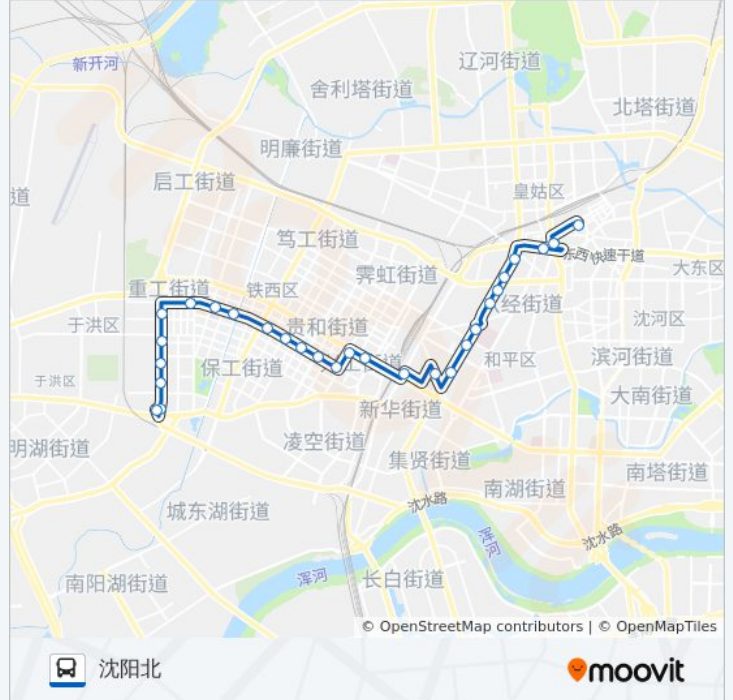 辽河街道
新开河
舍利塔街道
北塔街道
明廉街道
启工街道
皇姑区
道
笃工街道
东西快速干道
霁虹街道
大东区
重工街道
铁西区
经街道
于洪区
贵和街道
沈河区
保工街道
和平区
滨河街道
于洪区
大南街道
新华街道
明湖街道
凌空街道
集贤街道
南塔街道
南湖街道
沈水路
城东湖街道
浑河
沈水路
南阳湖街道
浑河
长白街道
© OpenStreetMap contributors | © OpenMapTiles
沈阳北
moovit